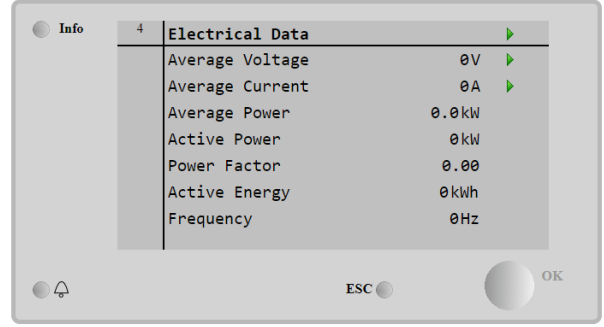 Info
4 Electrical Data
Average Voltage 0V
Average Current 0A
Average Power 0.0kW
Active Power 0kW
Power Factor 0.00
Active Energy 0kWh
Frequency 0Hz
ESC
OK